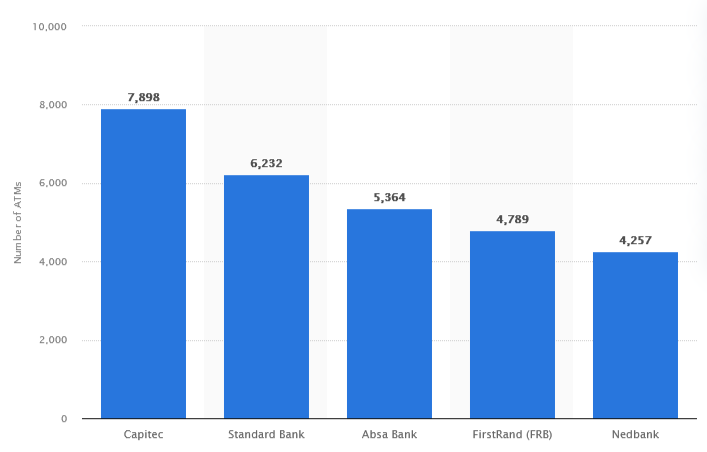 10,000
8,000
6,000
4,000
2,000
0
Number of ATMs
7,898
6,232
5,364
4,789
4,257
Capitec
Standard Bank
Absa Bank
FirstRand (FRB)
Nedbank